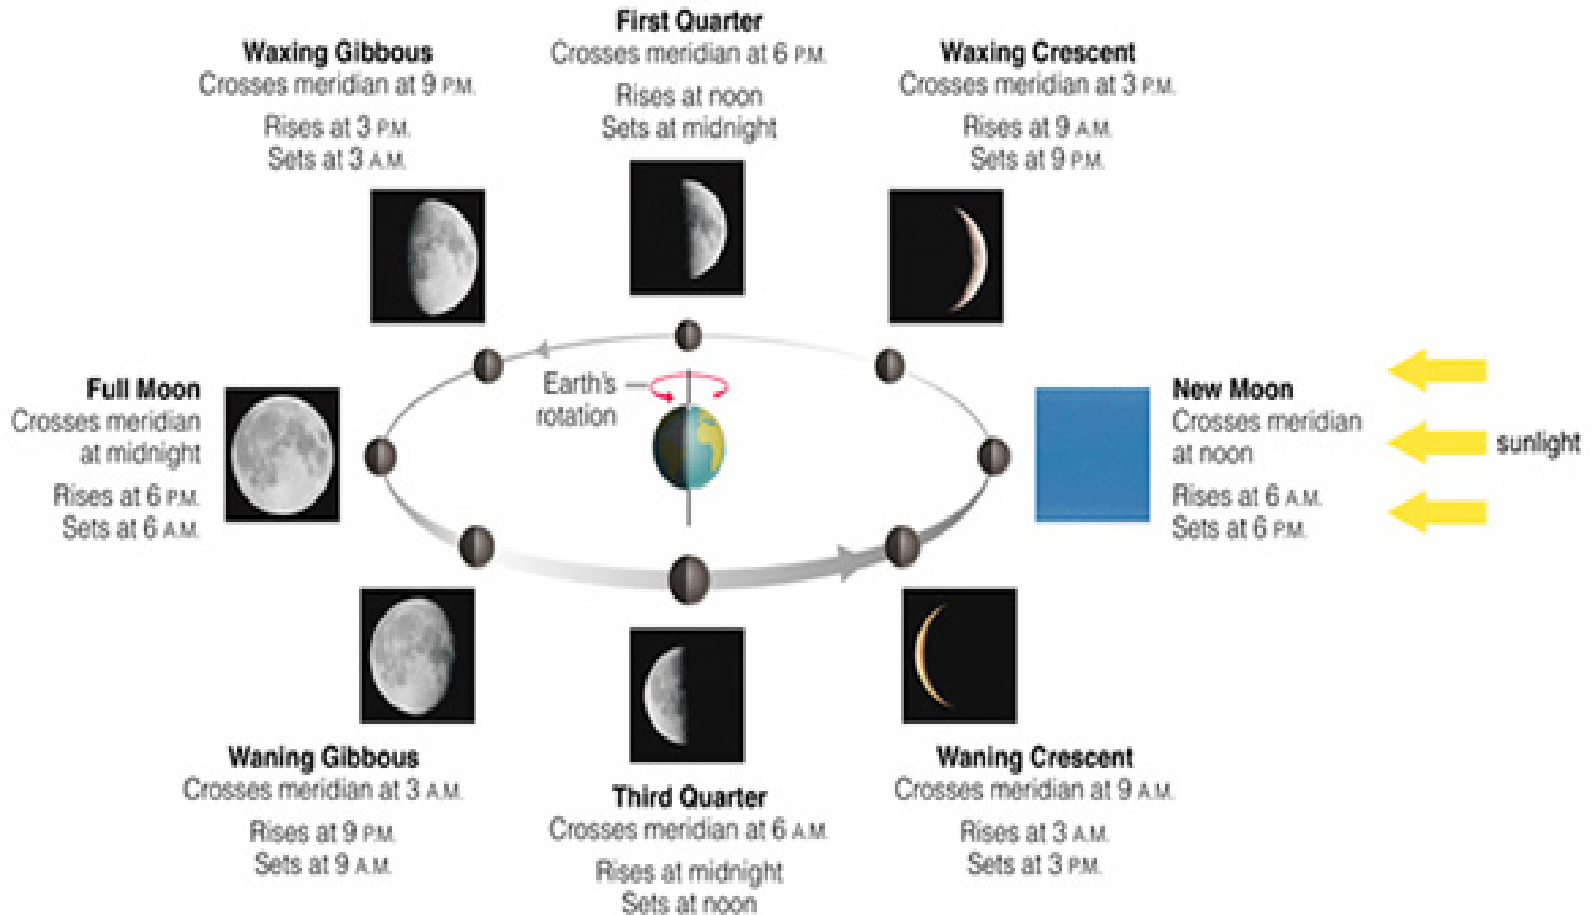 First Quarter
Crosses meridian at 6 P.M.
Rises at noon
Sets at midnight
Waxing Gibbous
Crosses meridian at 9 P.M.
Rises at 3 P.M.
Sets at 3 A.M.
Waxing Crescent
Crosses meridian at 3 P.M.
Rises at 9 A.M.
Sets at 9 P.M.
Full Moon
Crosses meridian
at midnight
Rises at 6 P.M.
Sets at 6 A.M.
Earth's
rotation
New Moon
Crosses meridian
at noon
Rises at 6 A.M.
Sets at 6 P.M.
sunlight
Waning Gibbous
Crosses meridian at 3 A.M.
Rises at 9 P.M.
Sets at 9 A.M.
Third Quarter
Crosses meridian at 6 A.M.
Rises at midnight
Sets at noon
Waning Crescent
Crosses meridian at 9 A.M.
Rises at 3 A.M.
Sets at 3 P.M.